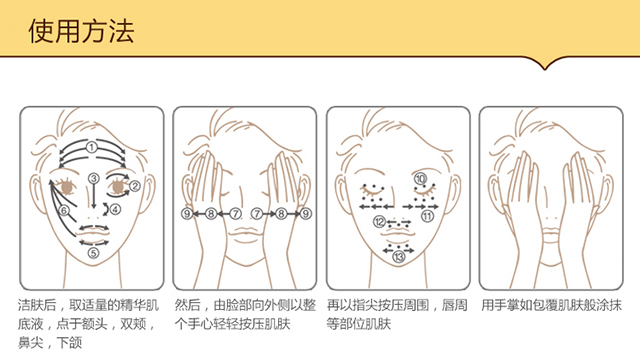 使用方法
①
②
③
④
⑤
⑥
⑨ ⑧ ⑦ ⑦ ⑧ ⑨
⑩
⑪
⑫
⑬
洁肤后，取适量的精华肌
底液，点于额头，双颊，
鼻尖，下颌
然后，由脸部向外侧以整
个手心轻轻按压肌肤
再以指尖按压周围，唇周
等部位肌肤
用手掌如包覆肌肤般涂抹